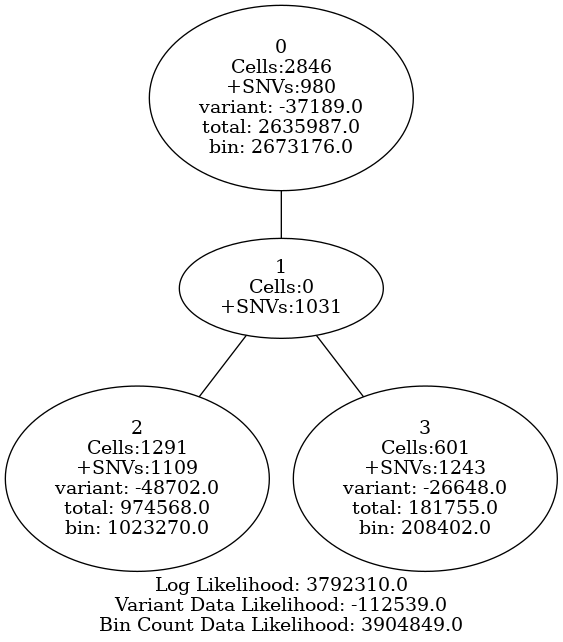 0
Cells:2846
+SNVs:980
variant: -37189.0
total: 2635987.0
bin: 2673176.0
1
Cells:0
+SNVs:1031
2
Cells:1291
+SNVs:1109
variant: -48702.0
total: 974568.0
bin: 1023270.0
3
Cells:601
+SNVs:1243
variant: -26648.0
total: 181755.0
bin: 208402.0
Log Likelihood: 3792310.0
Variant Data Likelihood: -112539.0
Bin Count Data Likelihood: 3904849.0